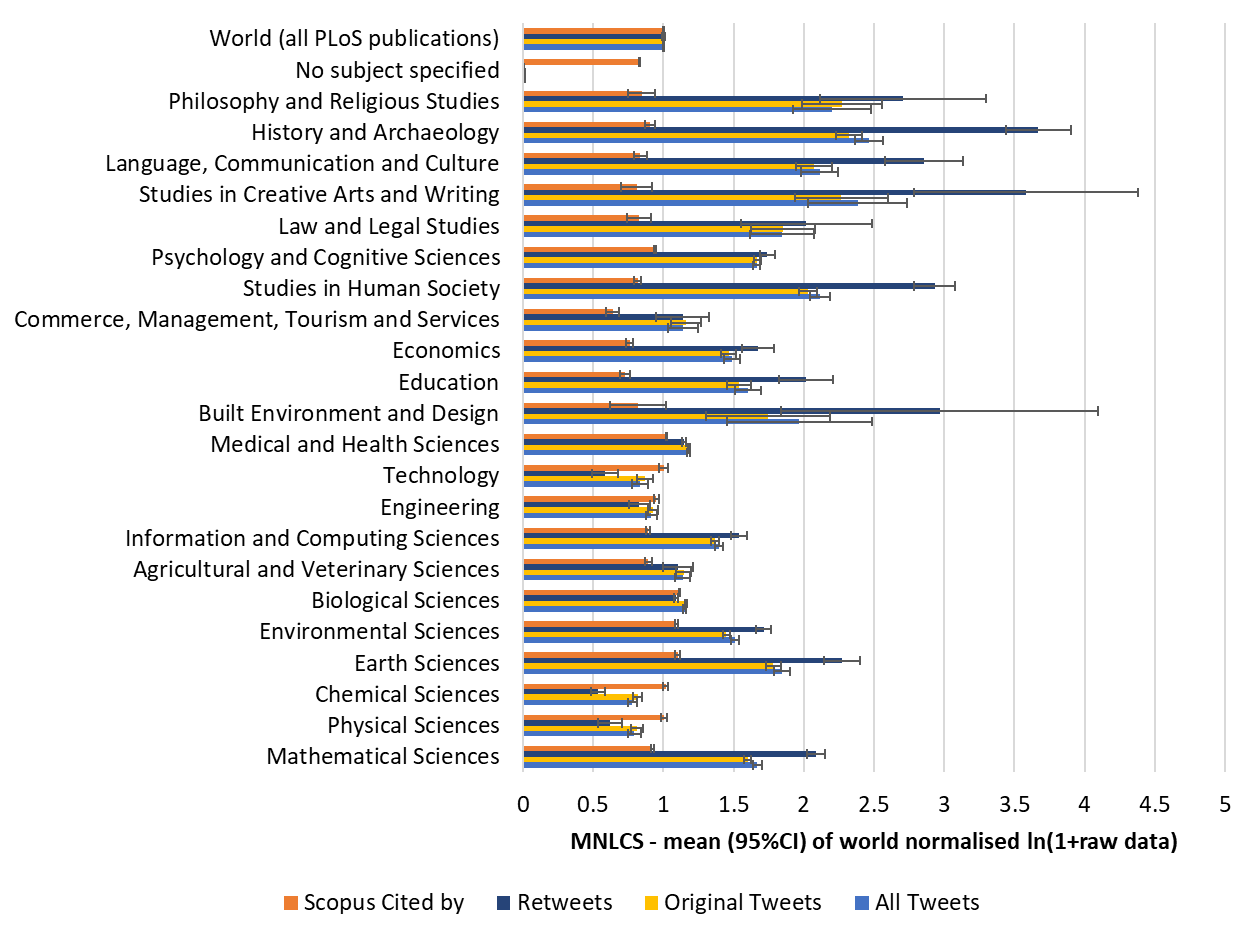 World (all PLoS publications)
No subject specified
Philosophy and Religious Studies
History and Archaeology
Language, Communication and Culture
Studies in Creative Arts and Writing
Law and Legal Studies
Psychology and Cognitive Sciences
Studies in Human Society
Commerce, Management, Tourism and Services
Economics
Education
Built Environment and Design
Medical and Health Sciences
Technology
Engineering
Information and Computing Sciences
Agricultural and Veterinary Sciences
Biological Sciences
Environmental Sciences
Earth Sciences
Chemical Sciences
Physical Sciences
Mathematical Sciences
0 0.5 1 1.5 2 2.5 3 3.5 4 4.5 5
MNLCS - mean (95%CI) of world normalised ln(1+raw data)
Scopus Cited by Retweets Original Tweets All Tweets